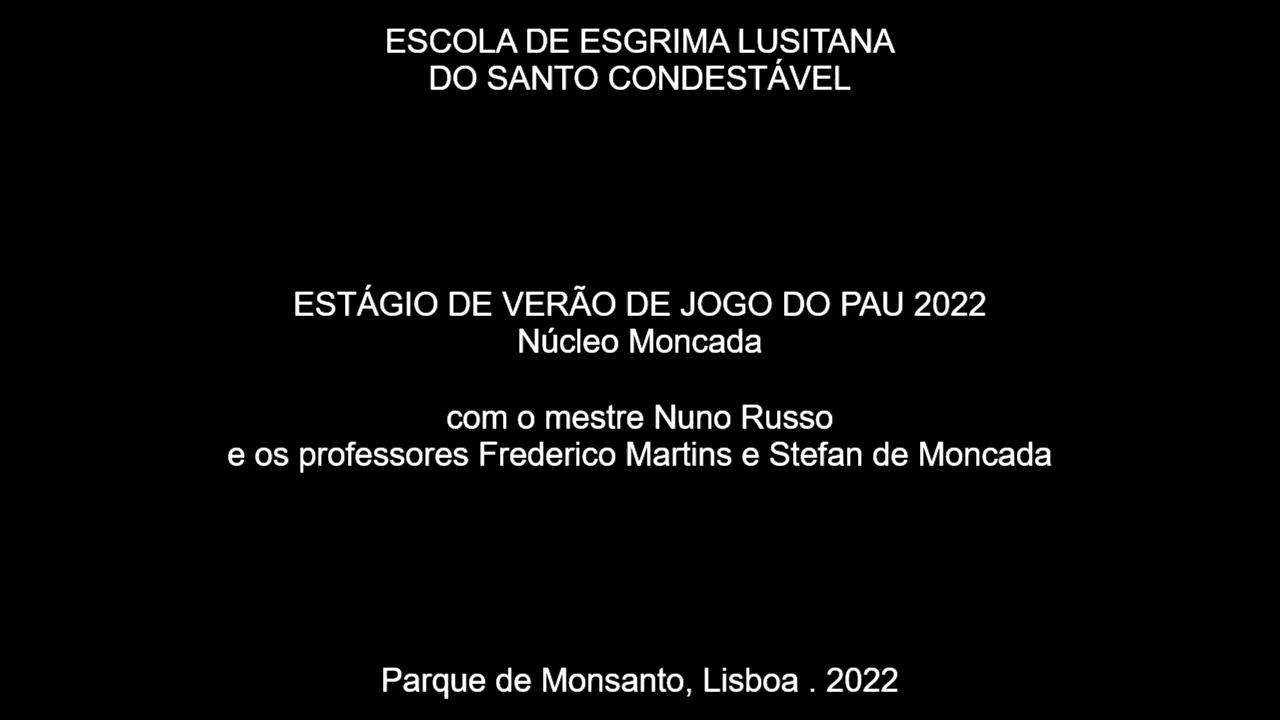 ESCOLA DE ESGRIMA LUSITANA
DO SANTO CONDESTÁVEL
ESTÁGIO DE VERÃO DE JOGO DO PAU 2022
Núcleo Moncada
com o mestre Nuno Russo
e os professores Frederico Martins e Stefan de Moncada
Parque de Monsanto, Lisboa . 2022